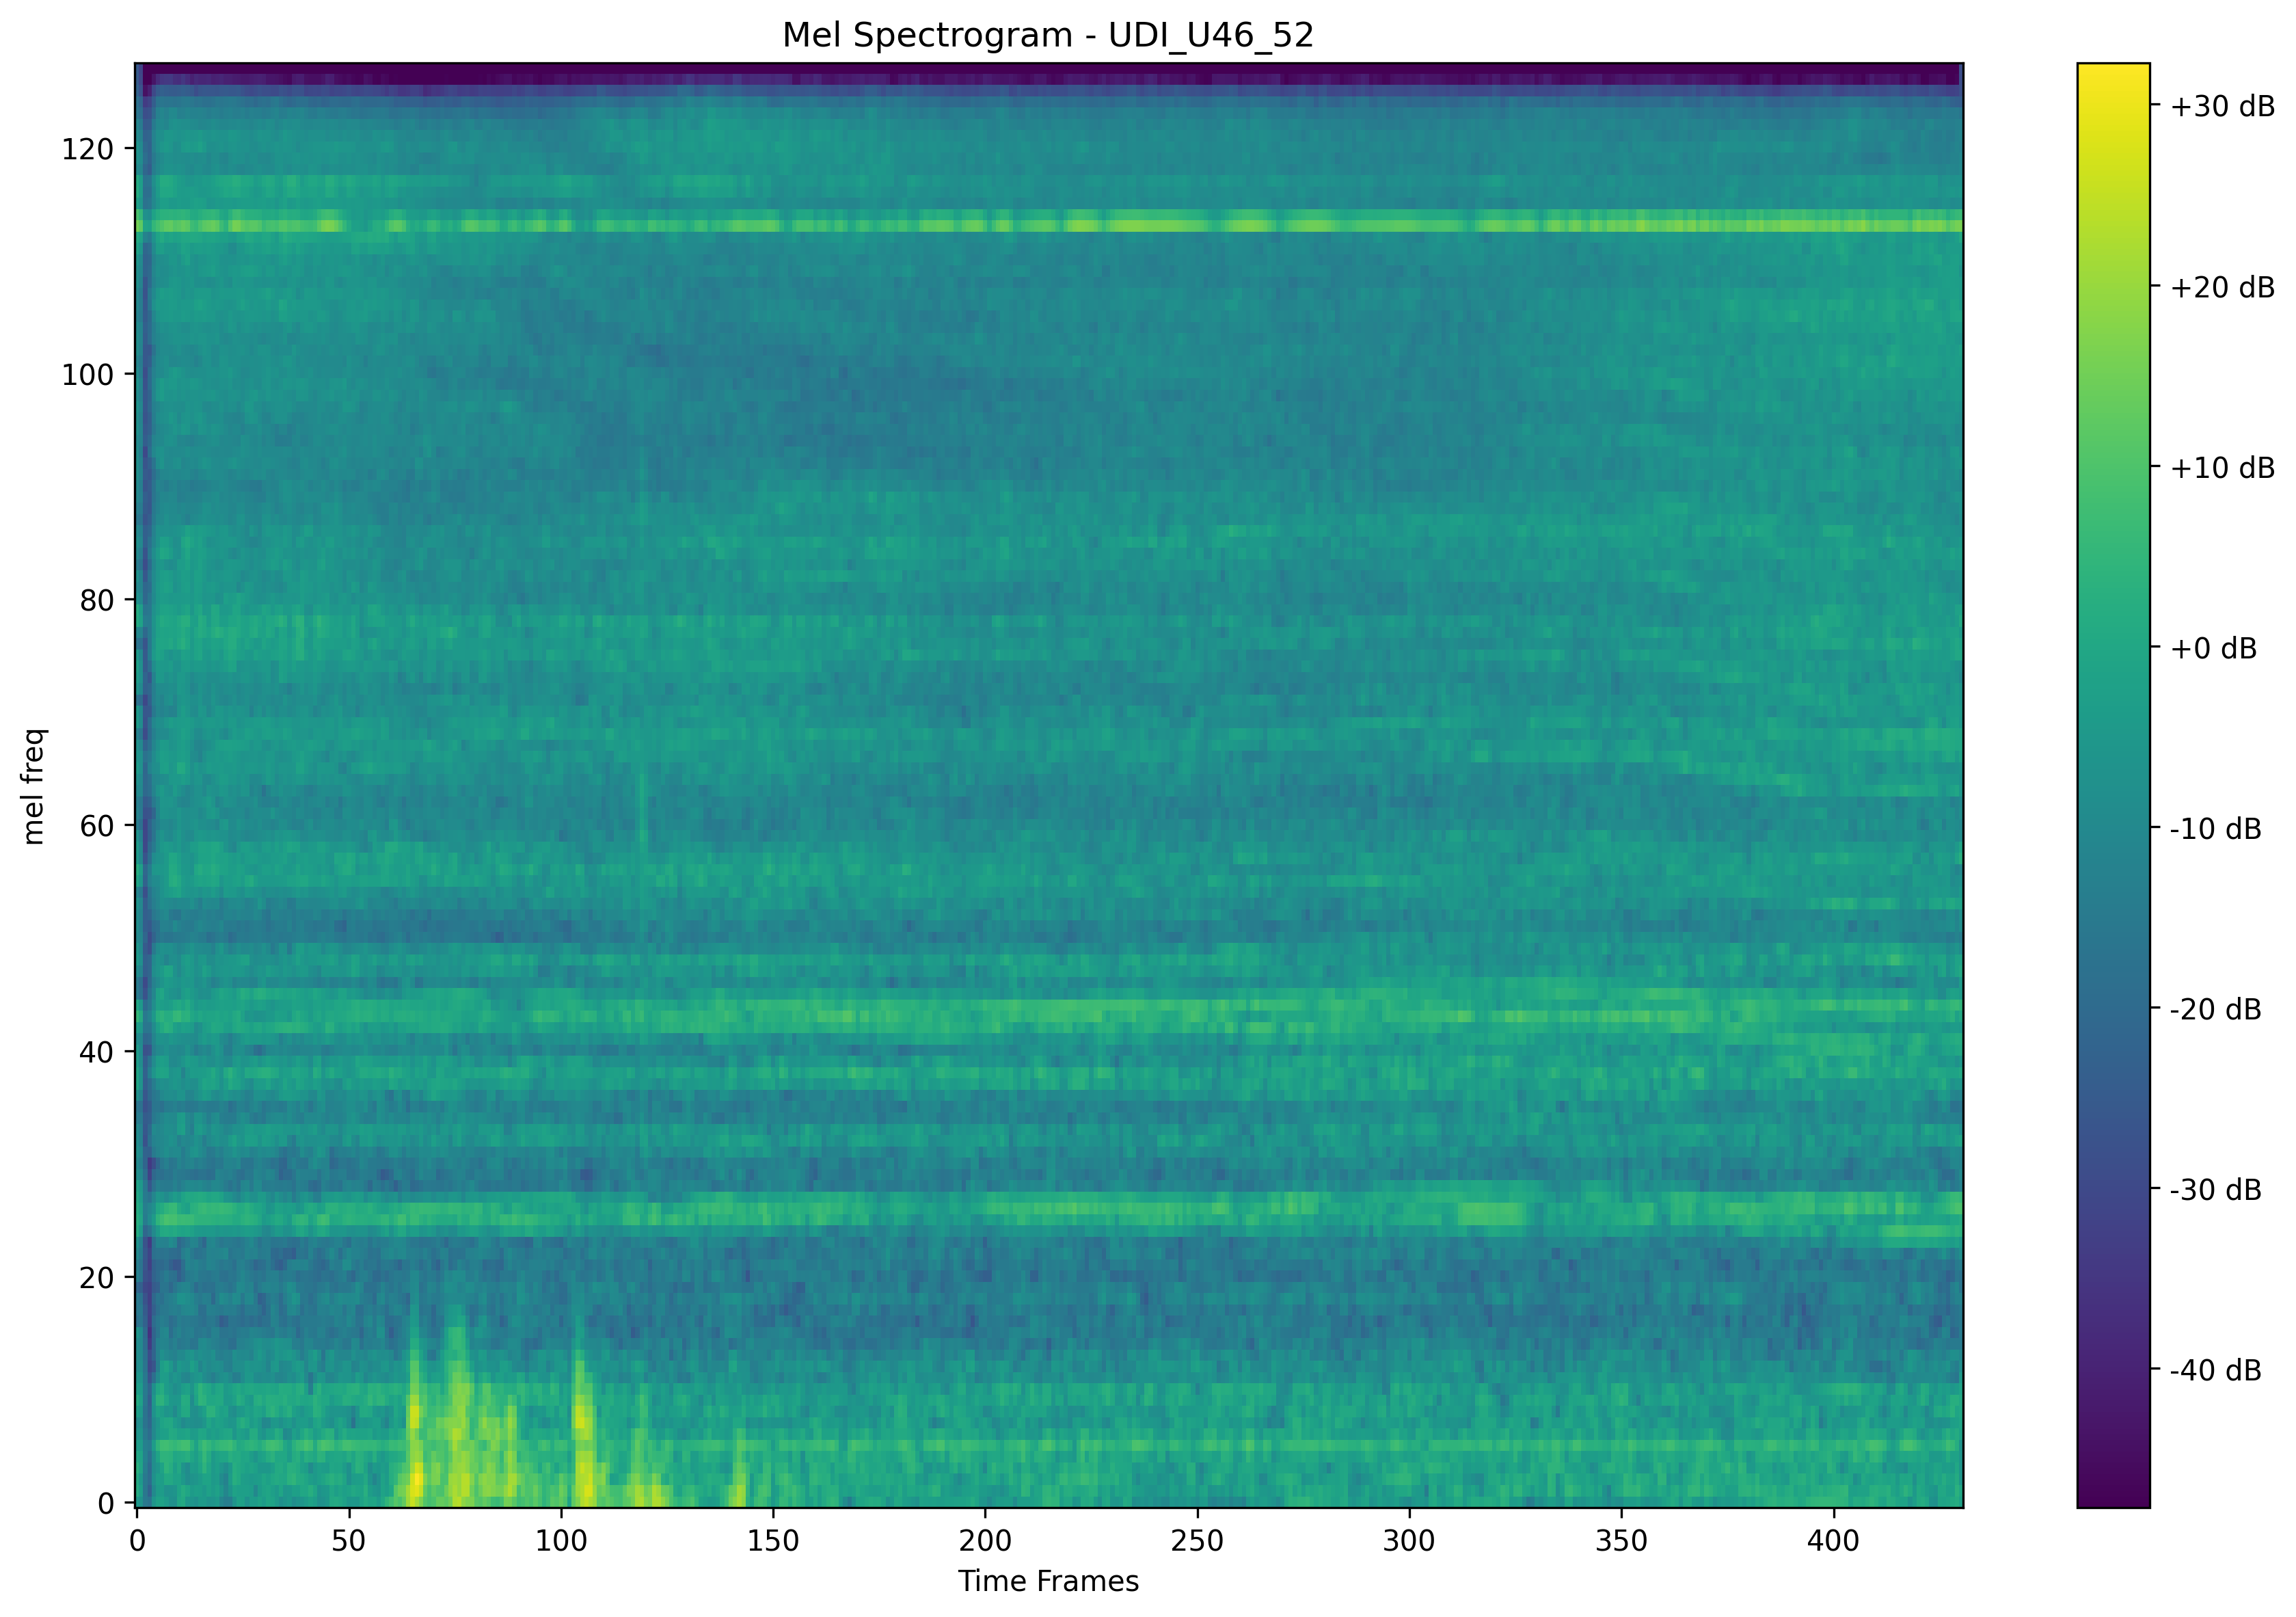 Mel Spectrogram - UDI_U46_52
mel freq
120
100
80
60
40
20
0
0 50 100 150 200 250 300 350 400
Time Frames
+30 dB
+20 dB
+10 dB
+0 dB
-10 dB
-20 dB
-30 dB
-40 dB